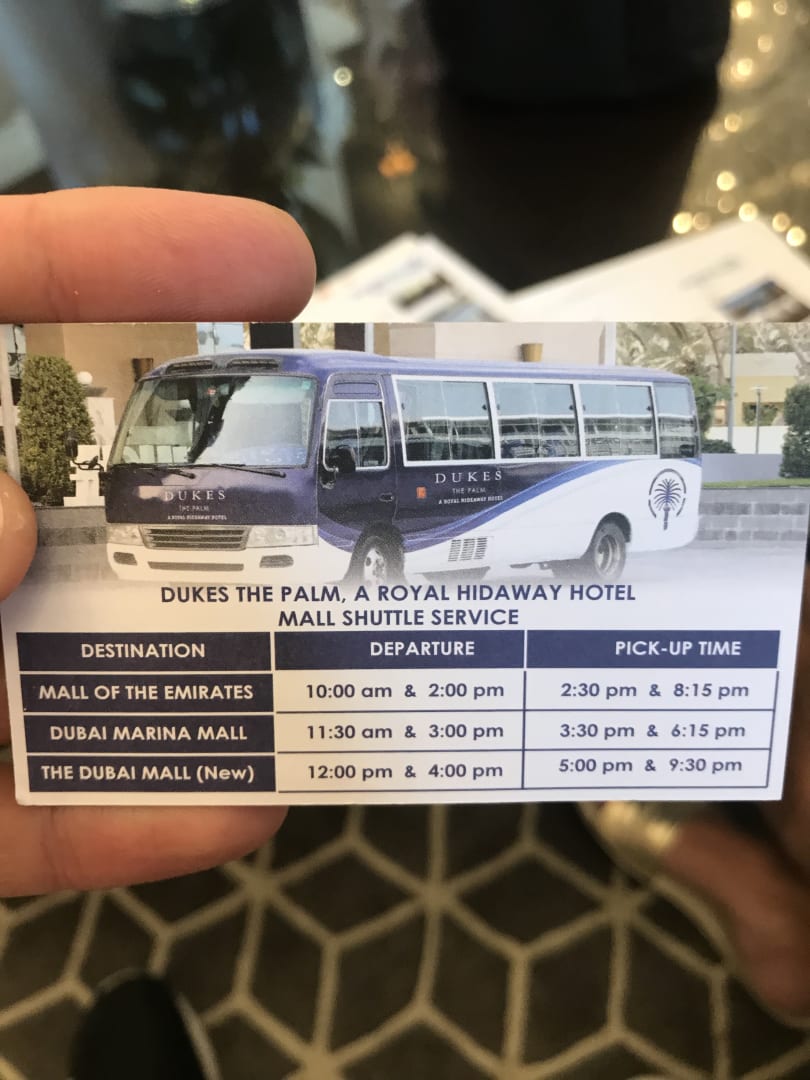 DUKES
THE PALM
A ROYAL HIDEAWAY HOTEL
DUKES
THE PALM
A ROYAL HIDEAWAY HOTEL
DUKES THE PALM, A ROYAL HIDAWAY HOTEL
MALL SHUTTLE SERVICE
DESTINATION DEPARTURE PICK-UP TIME
MALL OF THE EMIRATES 10:00 am & 2:00 pm 2:30 pm & 8:15 pm
DUBAI MARINA MALL 11:30 am & 3:00 pm 3:30 pm & 6:15 pm
THE DUBAI MALL (New) 12:00 pm & 4:00 pm 5:00 pm & 9:30 pm